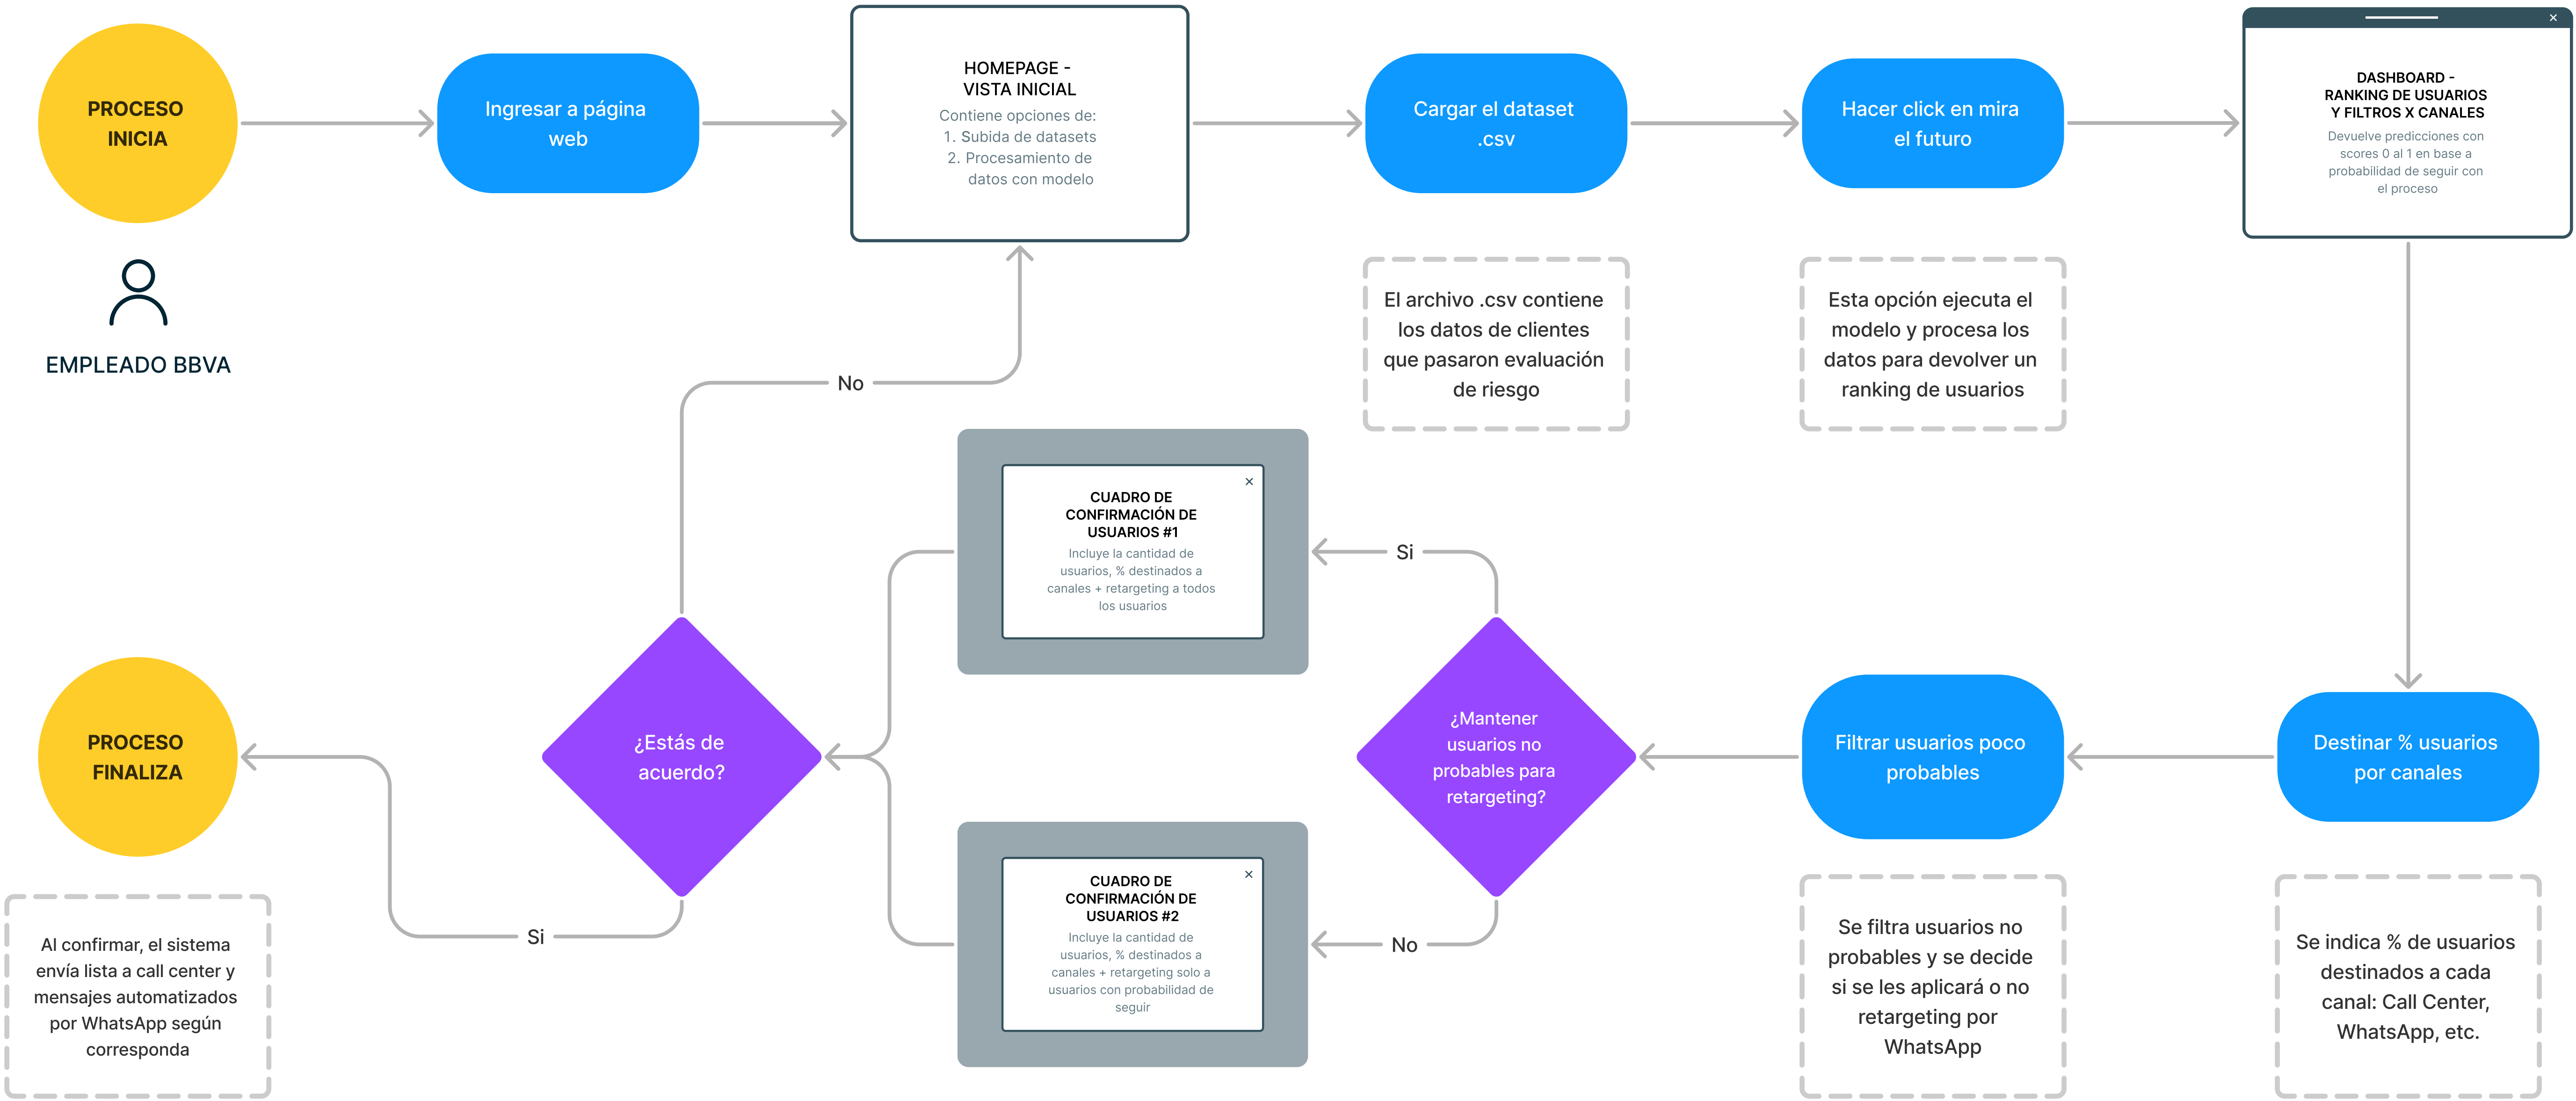 PROCESO
INICIA
EMPLEADO BBVA
Ingresar a página
web
HOMEPAGE -
VISTA INICIAL
Contiene opciones de:
1. Subida de datasets
2. Procesamiento de
datos con modelo
Cargar el dataset
.csv
El archivo .csv contiene
los datos de clientes
que pasaron evaluación
de riesgo
Hacer click en mira
el futuro
Esta opción ejecuta el
modelo y procesa los
datos para devolver un
ranking de usuarios
DASHBOARD -
RANKING DE USUARIOS
Y FILTROS X CANALES
Devuelve predicciones con
scores 0 al 1 en base a
probabilidad de seguir con
el proceso
Destinar % usuarios
por canales
Se indica % de usuarios
destinados a cada
canal: Call Center,
WhatsApp, etc.
Filtrar usuarios poco
probables
Se filtra usuarios no
probables y se decide
si se les aplicará o no
retargeting por
WhatsApp
¿Mantener
usuarios no
probables para
retargeting?
Si
CUADRO DE
CONFIRMACIÓN DE
USUARIOS #1
Incluye la cantidad de
usuarios, % destinados a
canales + retargeting a todos
los usuarios
No
CUADRO DE
CONFIRMACIÓN DE
USUARIOS #2
Incluye la cantidad de
usuarios, % destinados a
canales + retargeting solo a
usuarios con probabilidad de
seguir
¿Estás de
acuerdo?
No
Si
PROCESO
FINALIZA
Al confirmar, el sistema
envía lista a call center y
mensajes automatizados
por WhatsApp según
corresponda